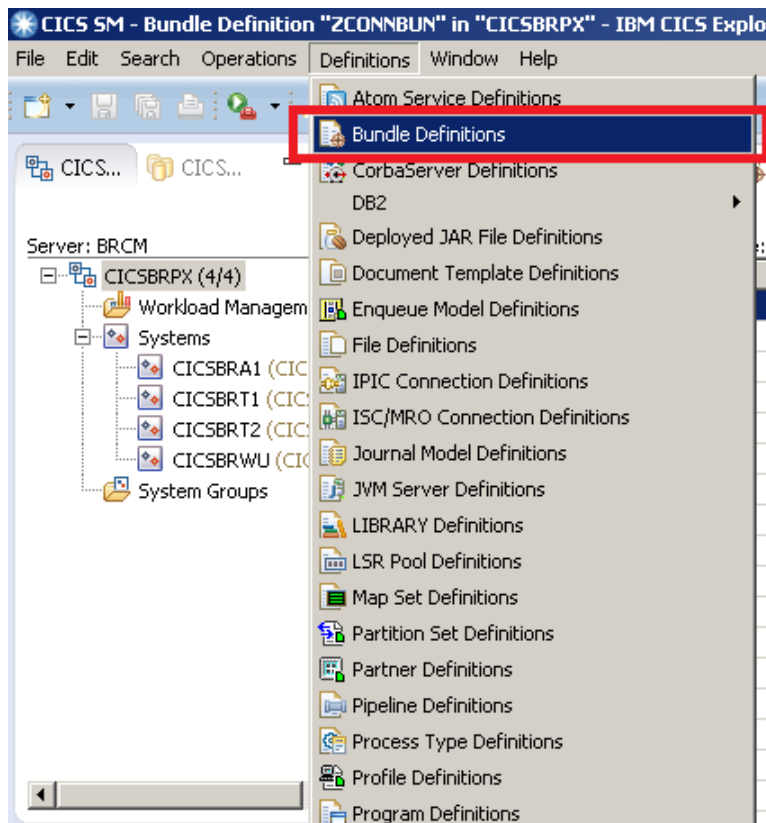 CICS SM - Bundle Definition "ZCONNBUN" in "CICSBRPX" - IBM CICS Explo
File Edit Search Operations Definitions Window Help
Atom Service Definitions
Bundle Definitions
CICS... CICS...
CorbaServer Definitions
DB2
Server: BRCM
Deployed JAR File Definitions
CICSBRPX (4/4)
Document Template Definitions
Workload Managem
Enqueue Model Definitions
Systems
File Definitions
CICSBRA1 (CIC
IPIC Connection Definitions
CICSBRT1 (CIC
CICSBRT2 (CIC
ISC/MRO Connection Definitions
CICSBRWU (CIC
Journal Model Definitions
System Groups
JVM Server Definitions
LIBRARY Definitions
LSR Pool Definitions
Map Set Definitions
Partition Set Definitions
Partner Definitions
Pipeline Definitions
Process Type Definitions
Profile Definitions
Program Definitions